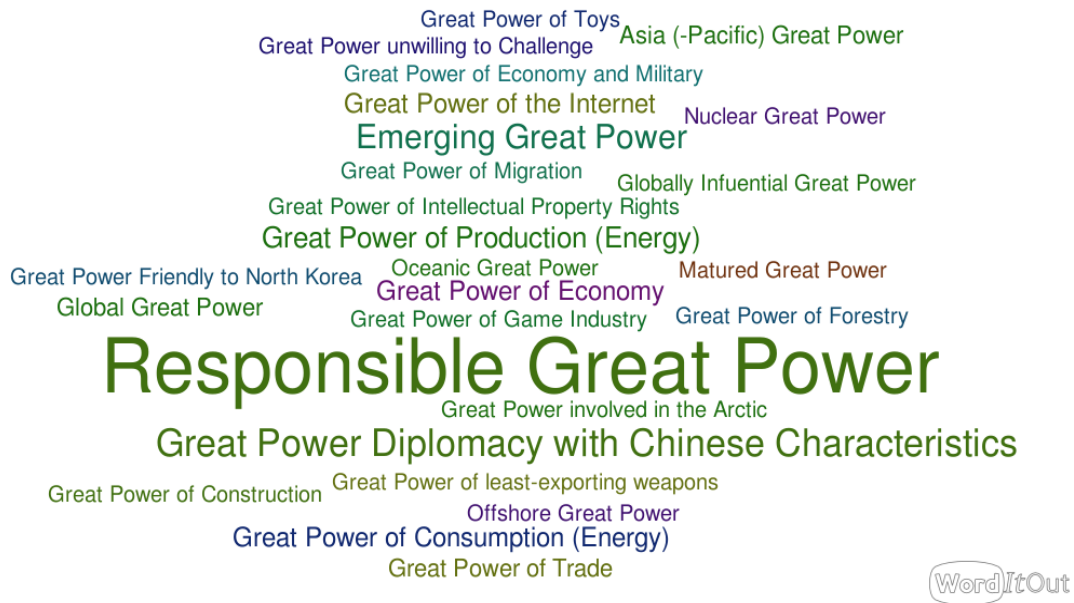 Great Power of Toys
Asia (-Pacific) Great Power
Great Power unwilling to Challenge
Great Power of Economy and Military
Great Power of the Internet
Nuclear Great Power
Emerging Great Power
Great Power of Migration
Globally Infuential Great Power
Great Power of Intellectual Property Rights
Great Power of Production (Energy)
Oceanic Great Power
Matured Great Power
Great Power Friendly to North Korea
Great Power of Economy
Global Great Power
Great Power of Game Industry
Great Power of Forestry
Responsible Great Power
Great Power involved in the Arctic
Great Power Diplomacy with Chinese Characteristics
Great Power of least-exporting weapons
Great Power of Construction
Offshore Great Power
Great Power of Consumption (Energy)
Great Power of Trade
WordItOut